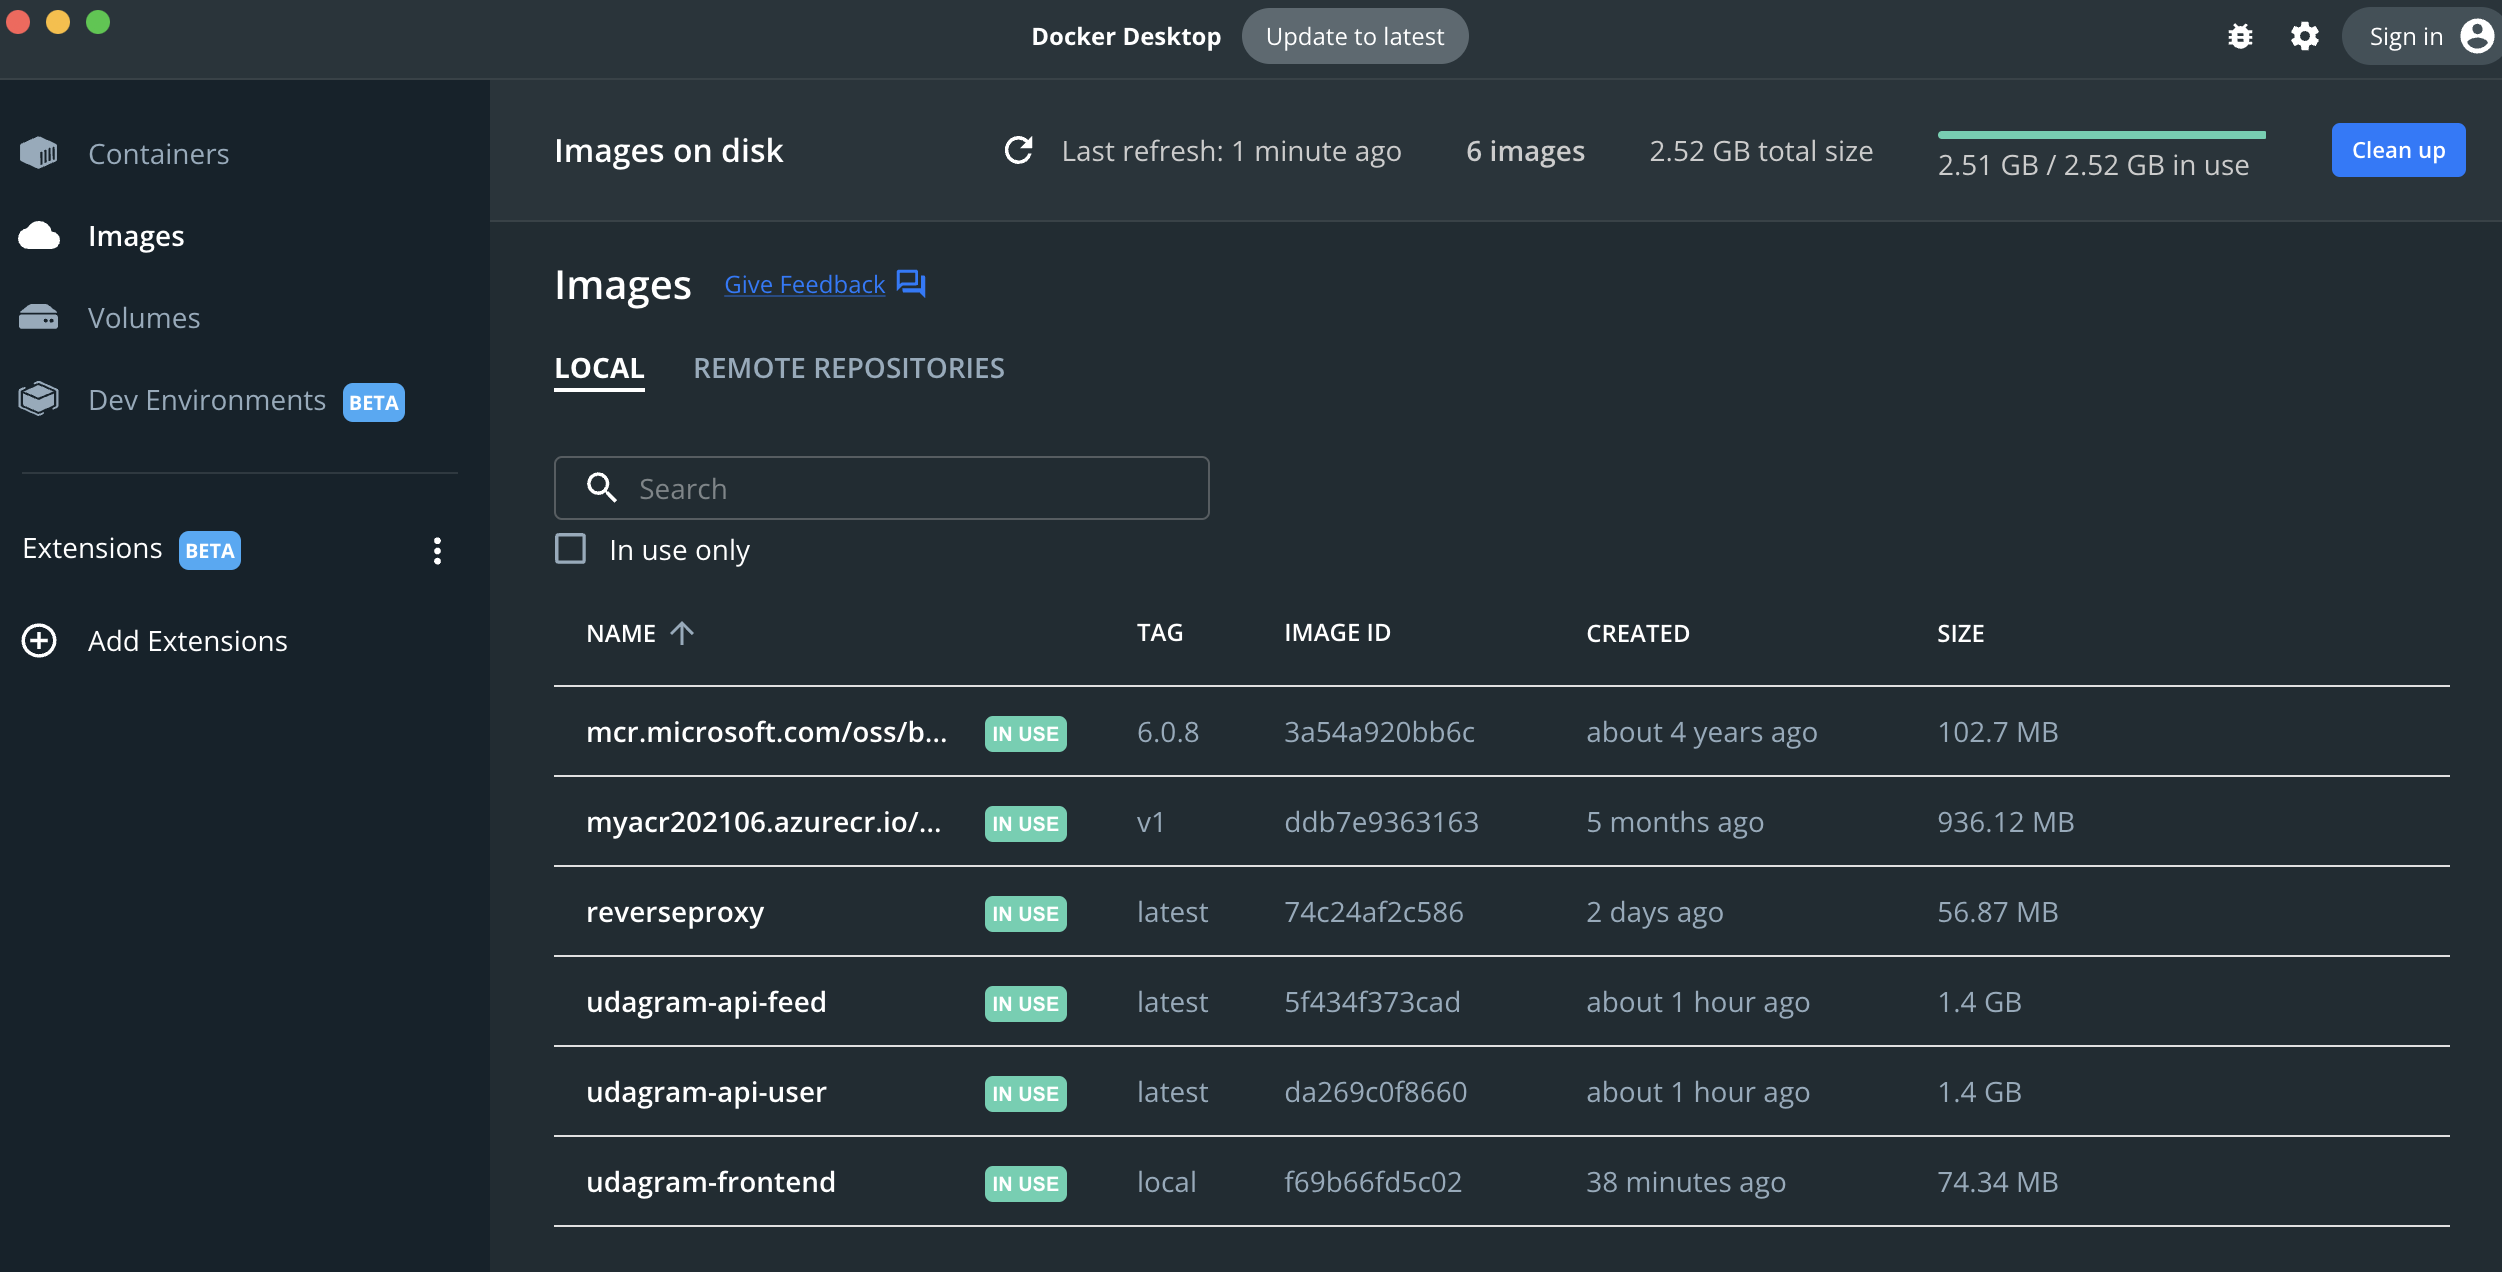 Docker Desktop Update to latest Sign in
Containers
Images
Volumes
Dev Environments BETA
Extensions BETA
Add Extensions
Images on disk Last refresh: 1 minute ago 6 images 2.52 GB total size 2.51 GB / 2.52 GB in use Clean up
Images Give Feedback
LOCAL REMOTE REPOSITORIES
Search
In use only
NAME TAG IMAGE ID CREATED SIZE
mcr.microsoft.com/oss/b... IN USE 6.0.8 3a54a920bb6c about 4 years ago 102.7 MB
myacr202106.azurecr.io/... IN USE v1 ddb7e9363163 5 months ago 936.12 MB
reverseproxy IN USE latest 74c24af2c586 2 days ago 56.87 MB
udagram-api-feed IN USE latest 5f434f373cad about 1 hour ago 1.4 GB
udagram-api-user IN USE latest da269c0f8660 about 1 hour ago 1.4 GB
udagram-frontend IN USE local f69b66fd5c02 38 minutes ago 74.34 MB